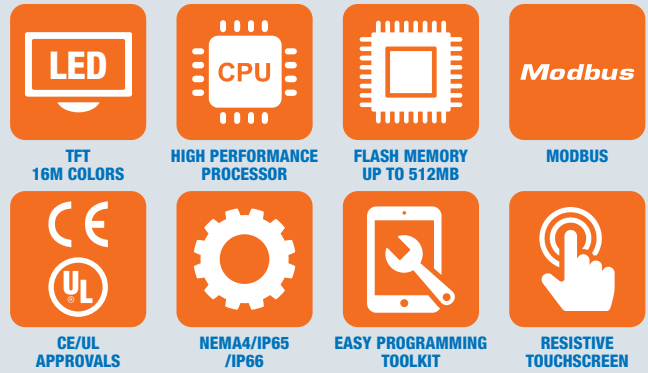 LED
CPU
Modbus
TFT
16M COLORS
HIGH PERFORMANCE
PROCESSOR
FLASH MEMORY
UP TO 512MB
MODBUS
CE
UL
®
CE/UL
APPROVALS
NEMA4/IP65
/IP66
EASY PROGRAMMING
TOOLKIT
RESISTIVE
TOUCHSCREEN